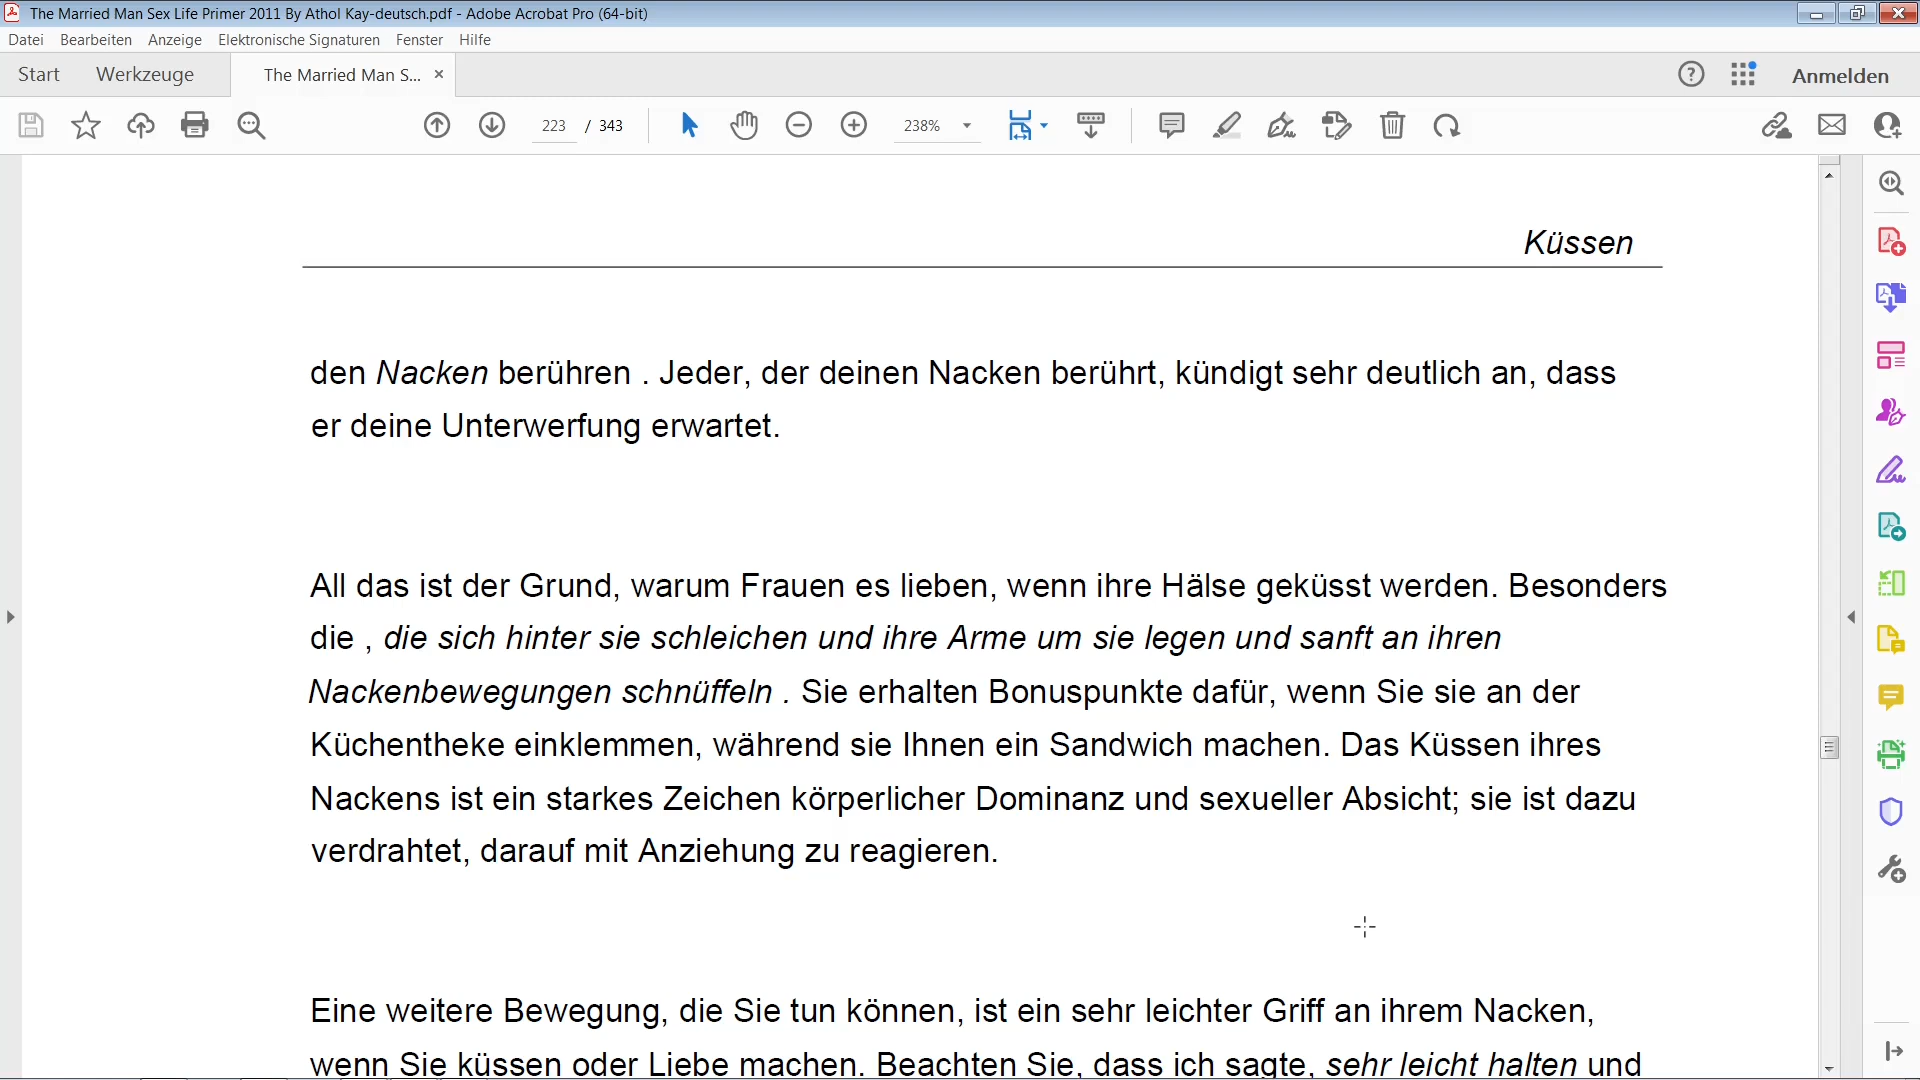 The Married Man Sex Life Primer 2011 By Athol Kay-deutsch.pdf - Adobe Acrobat Pro (64-bit)
Datei Bearbeiten Anzeige Elektronische Signaturen Fenster Hilfe
Start Werkzeuge The Married Man S... × Anmelden
223 / 343 238%
Küssen
den Nacken berühren . Jeder, der deinen Nacken berührt, kündigt sehr deutlich an, dass
er deine Unterwerfung erwartet.
All das ist der Grund, warum Frauen es lieben, wenn ihre Hälse geküsst werden. Besonders
die , die sich hinter sie schleichen und ihre Arme um sie legen und sanft an ihren
Nackenbewegungen schnüffeln . Sie erhalten Bonuspunkte dafür, wenn Sie sie an der
Küchentheke einklemmen, während sie Ihnen ein Sandwich machen. Das Küssen ihres
Nackens ist ein starkes Zeichen körperlicher Dominanz und sexueller Absicht; sie ist dazu
verdrahtet, darauf mit Anziehung zu reagieren.
Eine weitere Bewegung, die Sie tun können, ist ein sehr leichter Griff an ihrem Nacken,
wenn Sie küssen oder Liebe machen. Beachten Sie, dass ich sagte, sehr leicht halten und